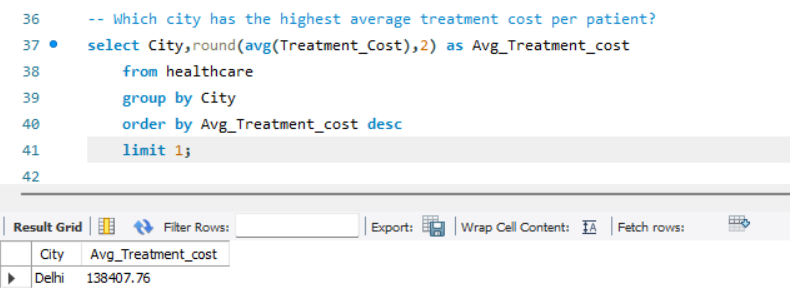 36 -- Which city has the highest average treatment cost per patient?
37 select City,round(avg(Treatment_Cost),2) as Avg_Treatment_cost
38 from healthcare
39 group by City
40 order by Avg_Treatment_cost desc
41 limit 1;
42
Result Grid Filter Rows: Export: Wrap Cell Content: IA Fetch rows:
City Avg_Treatment_cost
Delhi 138407.76